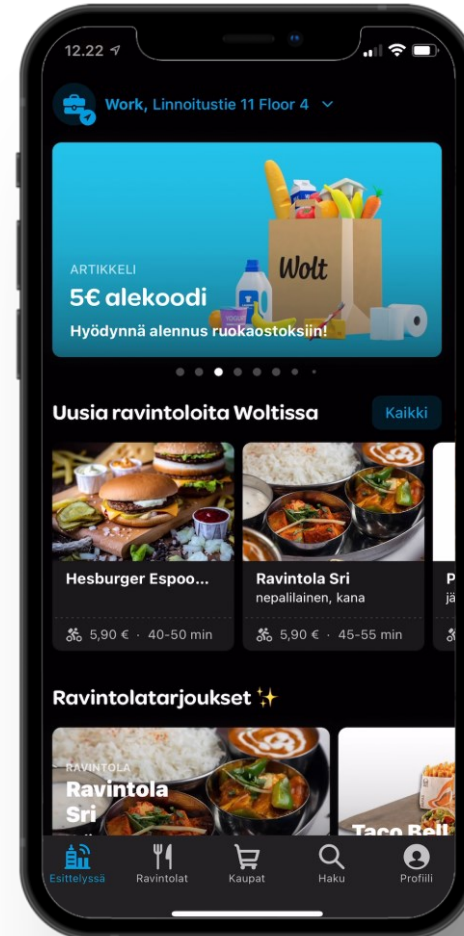 12.22
Work, Linnoitustie 11 Floor 4
Wolt
YOGURT
ARTIKKELI
5€ alekoodi
Hyödynnä alennus ruokaostoksiin!
Uusia ravintoloita Woltissa
Kaikki
Hesburger Espoo...
Ravintola Sri
nepalilainen, kana
P
jä
5,90 € · 40-50 min
5,90 € · 45-55 min
Ravintolatarjoukset
RAVINTOLA
Ravintola
Sri
Taco Bell
Esittelyssä
Ravintolat
Kaupat
Haku
Profiili